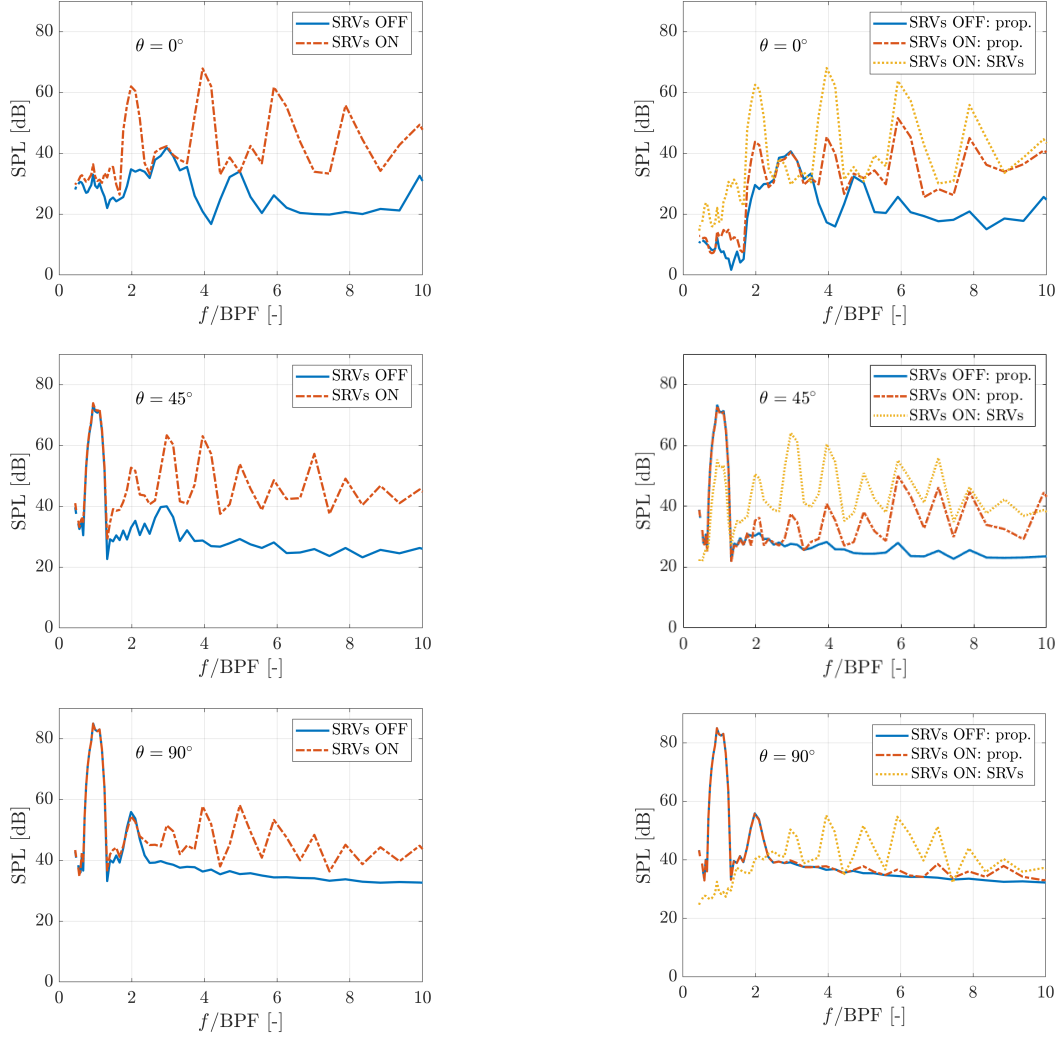 80
60
40
20
0
0 2 4 6 8 10
SPL [dB]
f/BPF [-]
θ = 0°
SRVs OFF
SRVs ON
80
60
40
20
0
0 2 4 6 8 10
SPL [dB]
f/BPF [-]
θ = 0°
SRVs OFF: prop.
SRVs ON: prop.
SRVs ON: SRVs
80
60
40
20
0
0 2 4 6 8 10
SPL [dB]
f/BPF [-]
θ = 45°
SRVs OFF
SRVs ON
80
60
40
20
0
0 2 4 6 8 10
SPL [dB]
f/BPF [-]
θ = 45°
SRVs OFF: prop.
SRVs ON: prop.
SRVs ON: SRVs
80
60
40
20
0
0 2 4 6 8 10
SPL [dB]
f/BPF [-]
θ = 90°
SRVs OFF
SRVs ON
80
60
40
20
0
0 2 4 6 8 10
SPL [dB]
f/BPF [-]
θ = 90°
SRVs OFF: prop.
SRVs ON: prop.
SRVs ON: SRVs